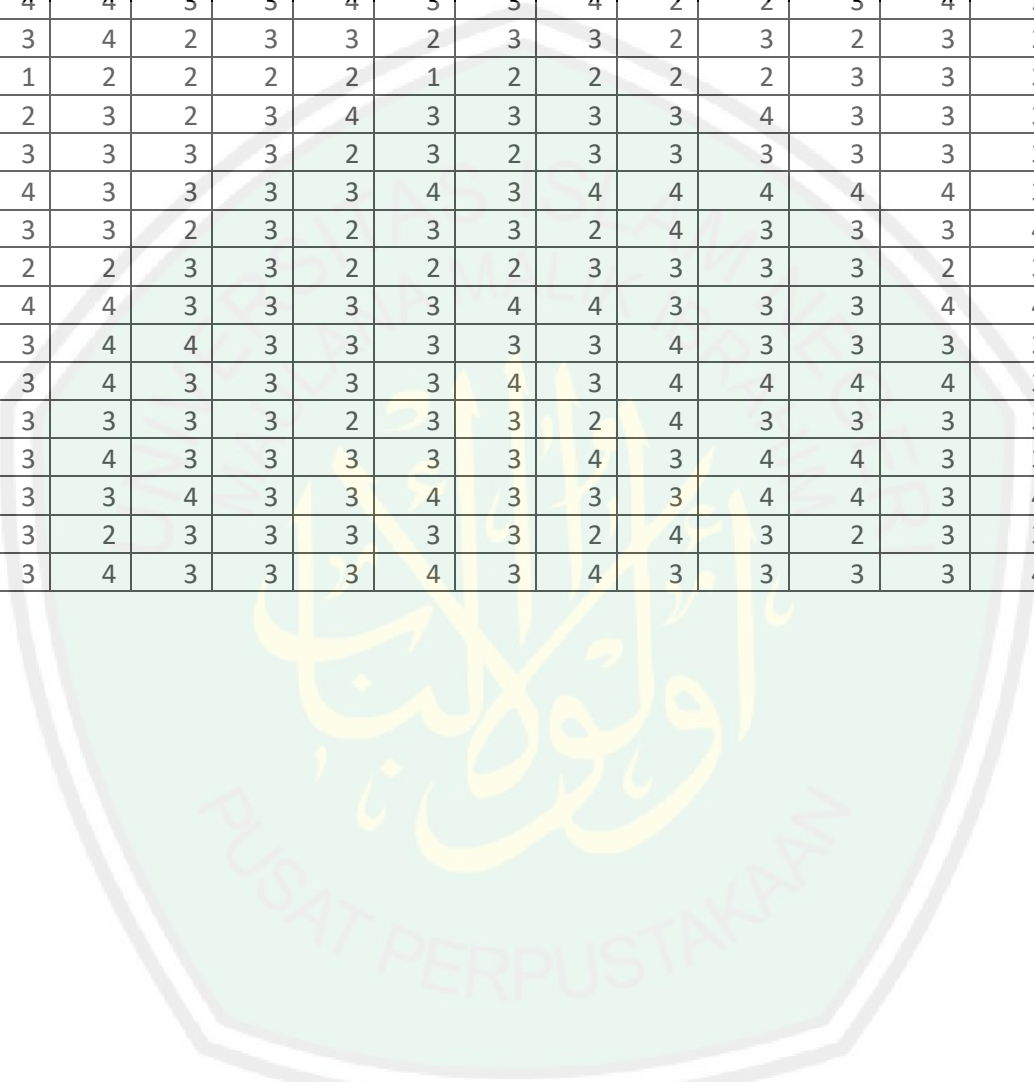 3 4 2 3 3 2 3 3 2 3 2 3
1 2 2 2 2 1 2 2 2 2 3 3
2 3 2 3 4 3 3 3 3 4 3 3
3 3 3 3 2 3 2 3 3 3 3 3
4 3 3 3 3 4 3 4 4 4 4 4
3 3 2 3 2 3 3 2 4 3 3 3
2 2 3 3 2 2 2 3 3 3 3 2
4 4 3 3 3 3 4 4 3 3 3 4
3 4 4 3 3 3 3 3 4 3 3 3
3 4 3 3 3 3 4 3 4 4 4 4
3 3 3 3 2 3 3 2 4 3 3 3
3 4 3 3 3 3 3 4 3 4 4 3
3 3 4 3 3 4 3 3 3 4 4 3
3 2 3 3 3 3 3 2 4 3 2 3
3 4 3 3 3 4 3 4 3 3 3 3
UNIVERSITAS ISLAM NEGERI
MAULANA MALIK IBRAHIM
أولو الألباب
PUSAT PERPUSTAKAAN